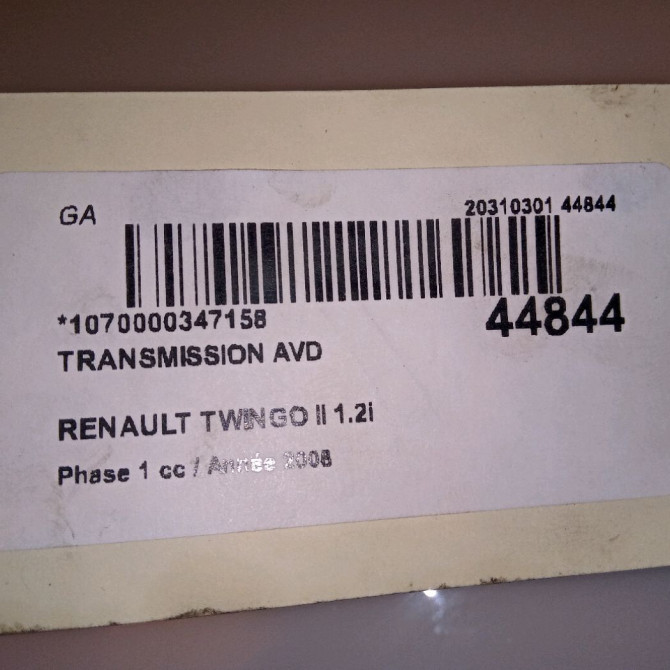 GA
20310301 44844
*1070000347158
44844
TRANSMISSION AVD
RENAULT TWINGO II 1.2i
Phase 1 cc / Année 2008